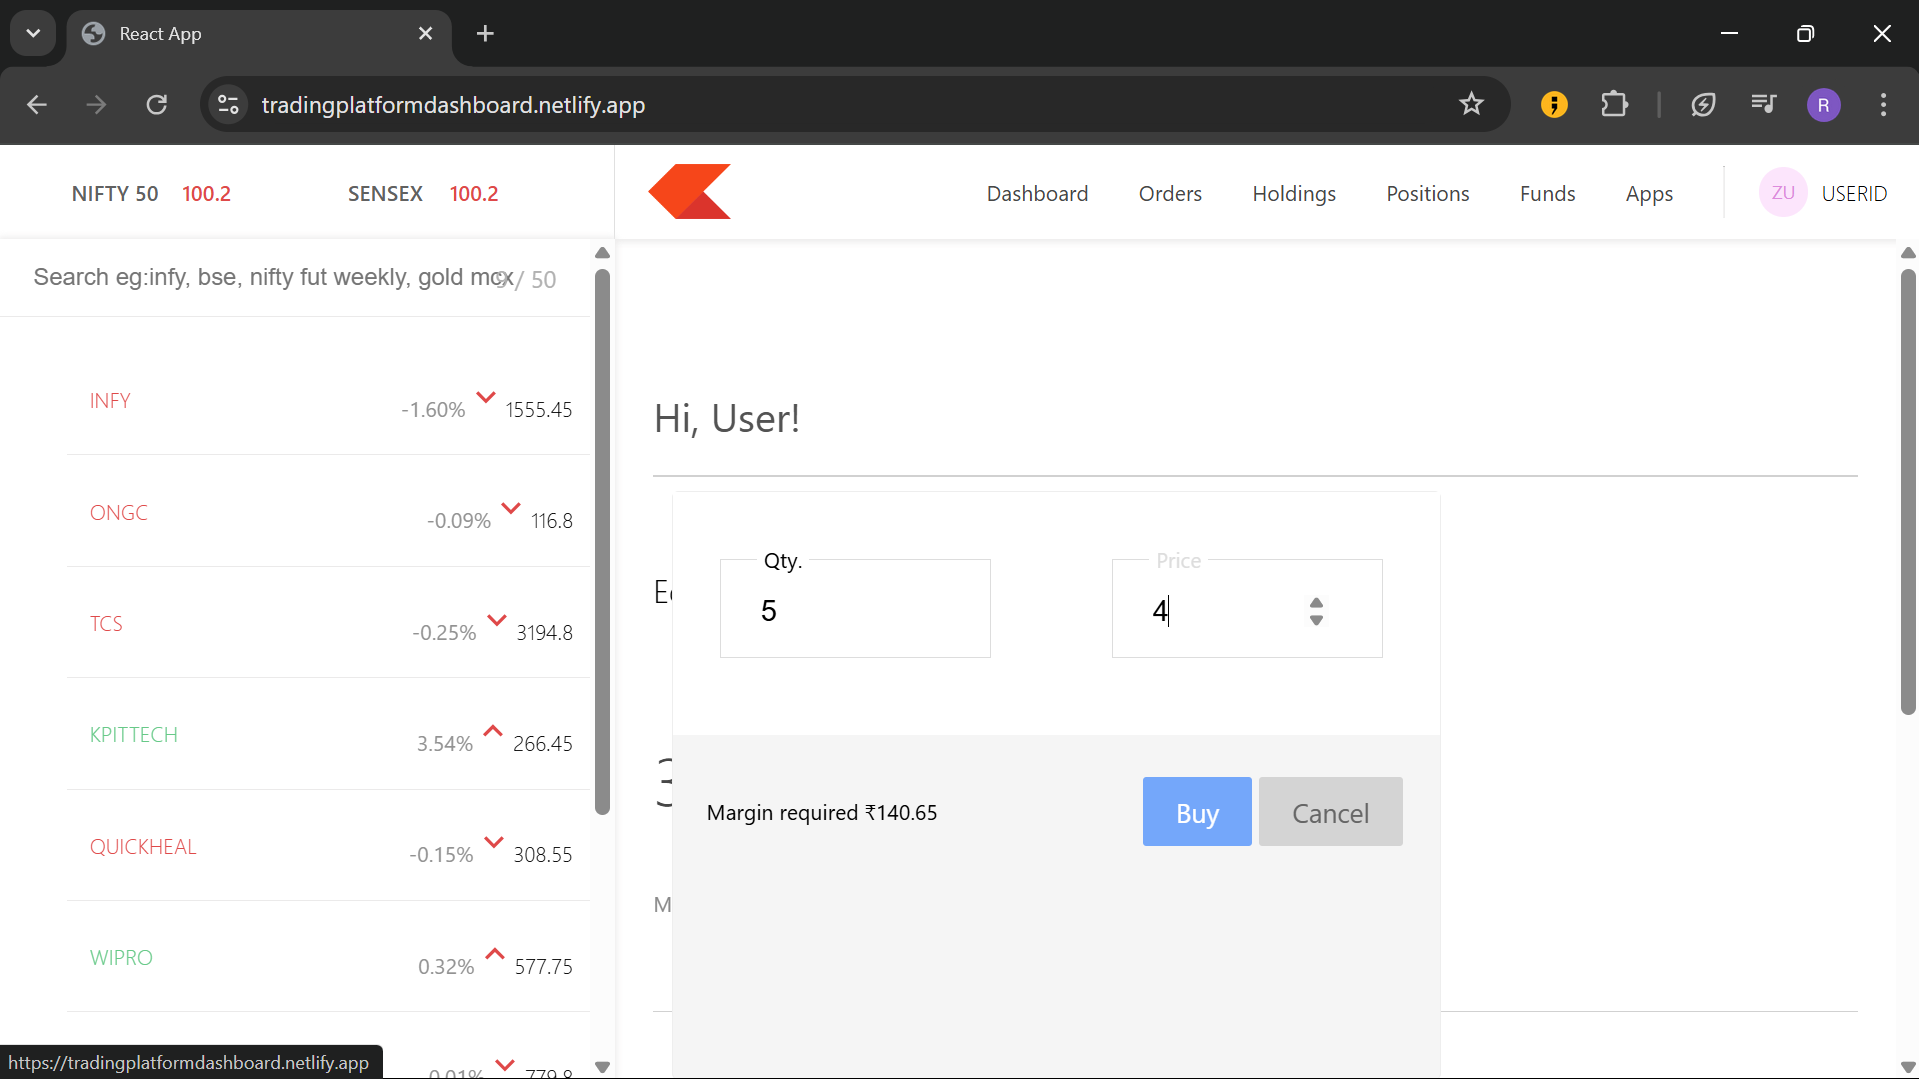 React App
tradingplatformdashboard.netlify.app
R
NIFTY 50 100.2 SENSEX 100.2
Dashboard Orders Holdings Positions Funds Apps ZU USERID
Search eg:infy, bse, nifty fut weekly, gold mcx 9 / 50
INFY -1.60% 1555.45
Hi, User!
ONGC -0.09% 116.8
Qty. Price
5 4
TCS -0.25% 3194.8
KPITTECH 3.54% 266.45
Margin required ₹140.65 Buy Cancel
QUICKHEAL -0.15% 308.55
M
WIPRO 0.32% 577.75
https://tradingplatformdashboard.netlify.app
0.01% 779.8